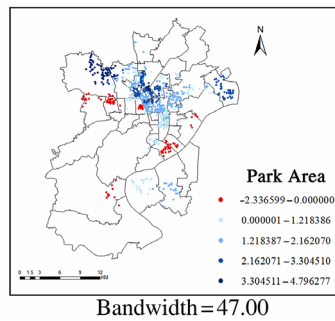 N
Park Area
−2.336599−0.000000
0.000001−1.218386
1.218387−2.162070
2.162071−3.304510
3.304511−4.796277
0 1.5 3 6 9 12
KM
Bandwidth=47.00